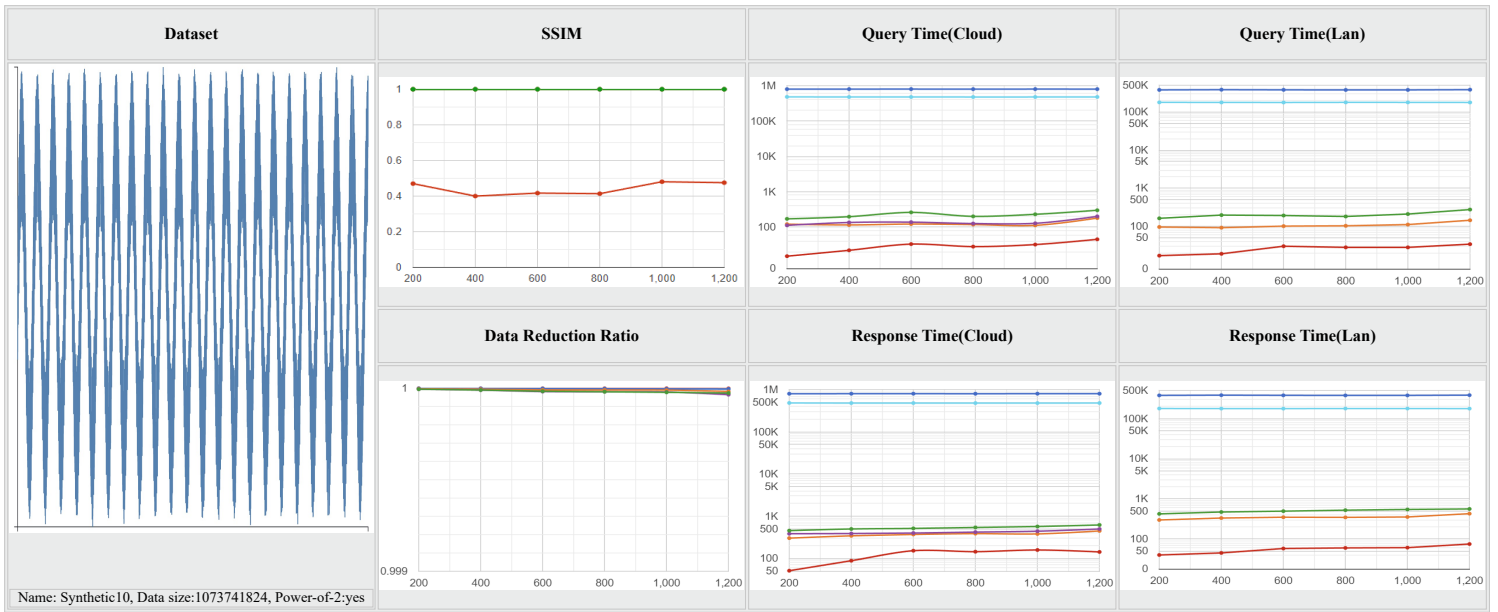 Dataset
SSIM
Query Time(Cloud)
Query Time(Lan)
1
0.8
0.6
0.4
0.2
0
200 400 600 800 1,000 1,200
1M
100K
10K
1K
100
0
200 400 600 800 1,000 1,200
500K
100K
50K
10K
5K
1K
500
100
50
0
200 400 600 800 1,000 1,200
Data Reduction Ratio
Response Time(Cloud)
Response Time(Lan)
1
0.999
200 400 600 800 1,000 1,200
1M
500K
100K
50K
10K
5K
1K
500
100
50
200 400 600 800 1,000 1,200
500K
100K
50K
10K
5K
1K
500
100
50
0
200 400 600 800 1,000 1,200
Name: Synthetic10, Data size:1073741824, Power-of-2:yes